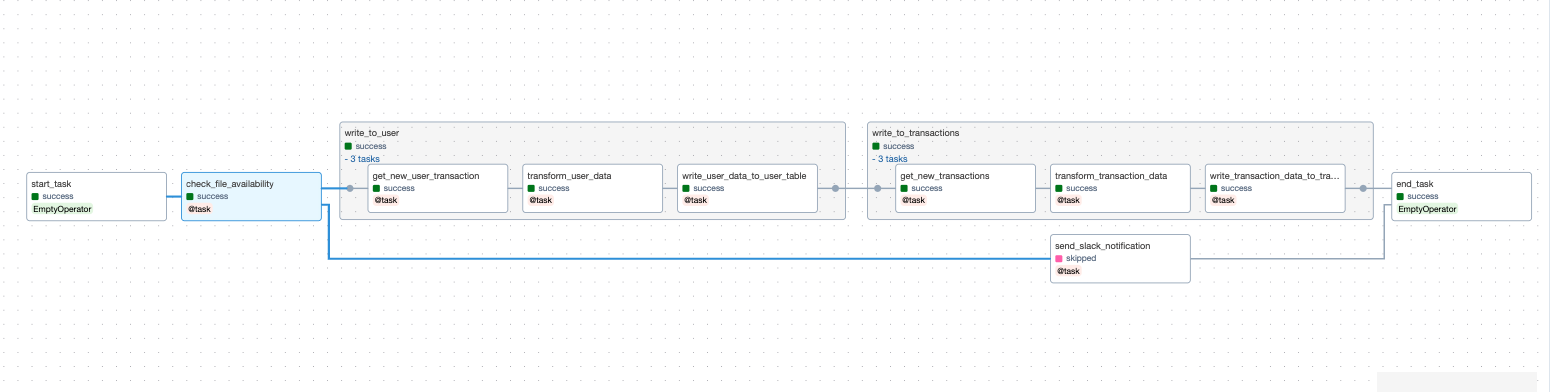 start_task
success
EmptyOperator
check_file_availability
success
@task
write_to_user
success
- 3 tasks
get_new_user_transaction
success
@task
transform_user_data
success
@task
write_user_data_to_user_table
success
@task
write_to_transactions
success
- 3 tasks
get_new_transactions
success
@task
transform_transaction_data
success
@task
write_transaction_data_to_tra...
success
@task
send_slack_notification
skipped
@task
end_task
success
EmptyOperator